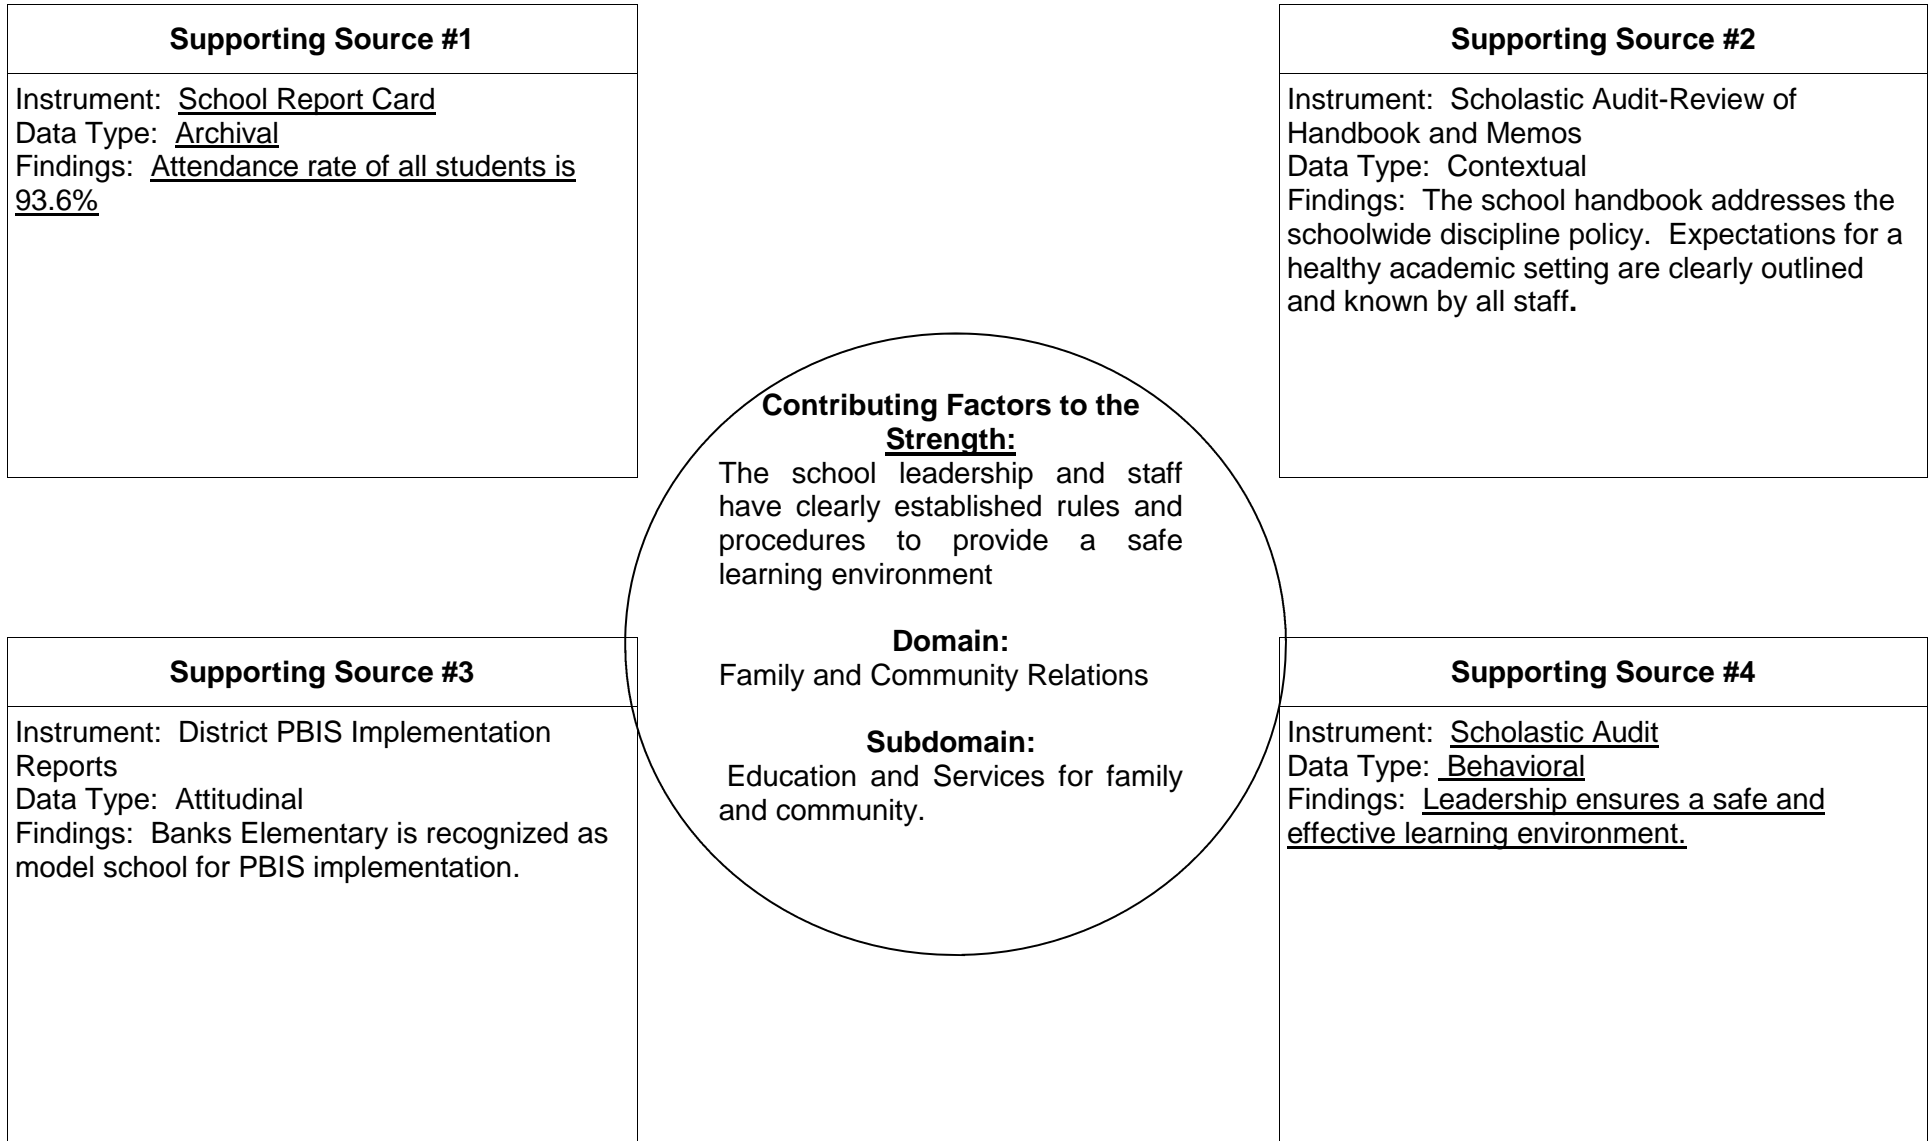 Supporting Source #1
Instrument: School Report Card
Data Type: Archival
Findings: Attendance rate of all students is
93.6%
Supporting Source #2
Instrument: Scholastic Audit-Review of
Handbook and Memos
Data Type: Contextual
Findings: The school handbook addresses the
schoolwide discipline policy. Expectations for a
healthy academic setting are clearly outlined
and known by all staff.
Contributing Factors to the
Strength:
The school leadership and staff
have clearly established rules and
procedures to provide a safe
learning environment
Domain:
Family and Community Relations
Subdomain:
Education and Services for family
and community.
Supporting Source #3
Instrument: District PBIS Implementation
Reports
Data Type: Attitudinal
Findings: Banks Elementary is recognized as
model school for PBIS implementation.
Supporting Source #4
Instrument: Scholastic Audit
Data Type: Behavioral
Findings: Leadership ensures a safe and
effective learning environment.